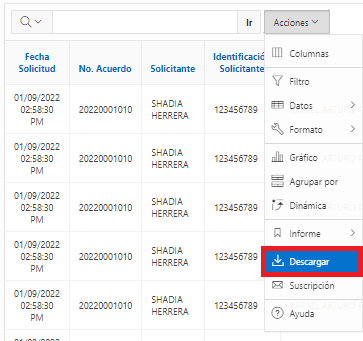 Ir Acciones
Fecha Solicitud No. Acuerdo Solicitante Identificació Solicitante
01/09/2022 02:58:30 PM 20220001010 SHADIA HERRERA 123456789
01/09/2022 02:58:30 PM 20220001010 SHADIA HERRERA 123456789
01/09/2022 02:58:30 PM 20220001010 SHADIA HERRERA 123456789
01/09/2022 02:58:30 PM 20220001010 SHADIA HERRERA 123456789
01/09/2022 02:58:30 PM 20220001010 SHADIA HERRERA 123456789
Columnas
Filtro
Datos
Formato
Gráfico
Agrupar por
Dinámica
Informe
Descargar
Suscripción
Ayuda